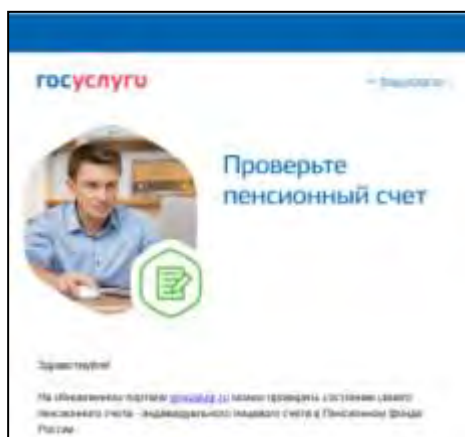 госуслуги
Проверьте
пенсионный счет
Здравствуйте!
На обновленном портале gosuslugi.ru можно проверить состояние своего
пенсионного счета - индивидуального лицевого счета в Пенсионном фонде
России